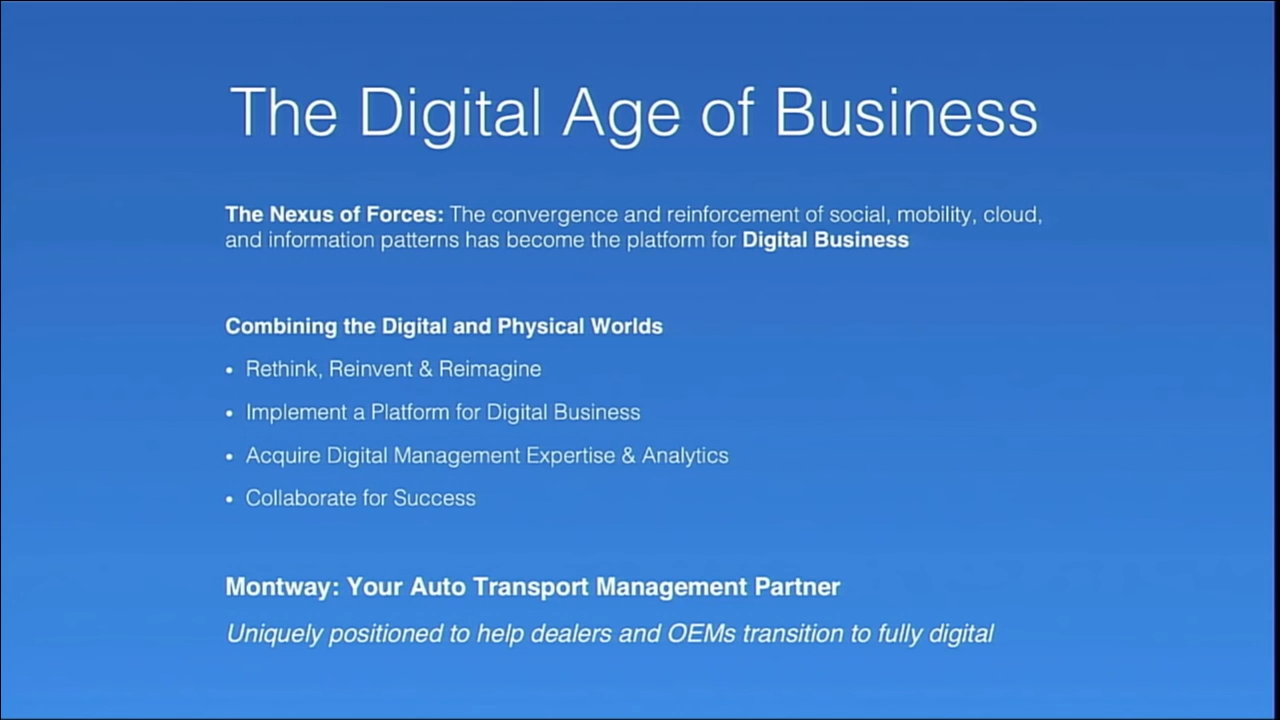 The Digital Age of Business
The Nexus of Forces: The convergence and reinforcement of social, mobility, cloud,
and information patterns has become the platform for Digital Business
Combining the Digital and Physical Worlds
• Rethink, Reinvent & Reimagine
• Implement a Platform for Digital Business
• Acquire Digital Management Expertise & Analytics
• Collaborate for Success
Montway: Your Auto Transport Management Partner
Uniquely positioned to help dealers and OEMs transition to fully digital